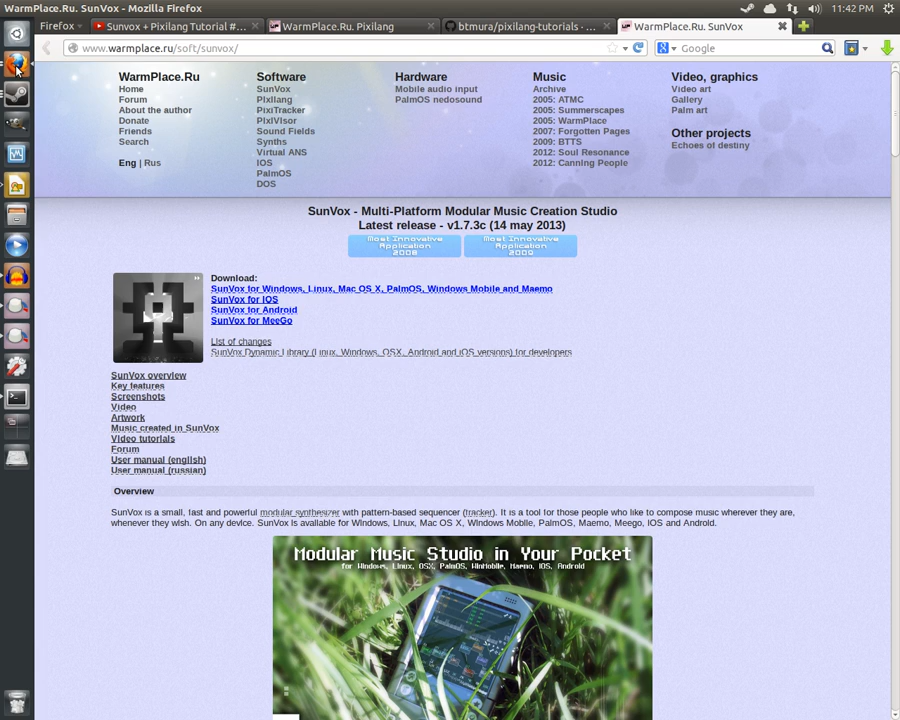 WarmPlace.Ru. SunVox - Mozilla Firefox
11:42 PM
Firefox
Sunvox + Pixilang Tutorial #...
WarmPlace.Ru. Pixilang
btmura/pixilang-tutorials · ...
WarmPlace.Ru. SunVox
www.warmplace.ru/soft/sunvox/
Google
WarmPlace.Ru
Home
Forum
About the author
Donate
Friends
Search
Eng | Rus
Software
SunVox
Pixilang
PixiTracker
PixiVisor
Sound Fields
Synths
Virtual ANS
iOS
PalmOS
DOS
Hardware
Mobile audio input
PalmOS nedosound
Music
Archive
2005: ATMC
2005: Summerscapes
2005: WarmPlace
2007: Forgotten Pages
2009: BTTS
2012: Soul Resonance
2012: Canning People
Video, graphics
Video art
Gallery
Palm art
Other projects
Echoes of destiny
SunVox - Multi-Platform Modular Music Creation Studio
Latest release - v1.7.3c (14 may 2013)
Most Innovative
Application
2008
Most Innovative
Application
2009
Download:
SunVox for Windows, Linux, Mac OS X, PalmOS, Windows Mobile and Maemo
SunVox for iOS
SunVox for Android
SunVox for MeeGo
List of changes
SunVox Dynamic Library (Linux, Windows, OSX, Android and iOS versions) for developers
SunVox overview
Key features
Screenshots
Video
Artwork
Music created in SunVox
Video tutorials
Forum
User manual (english)
User manual (russian)
Overview
SunVox is a small, fast and powerful modular synthesizer with pattern-based sequencer (tracker). It is a tool for those people who like to compose music wherever they are,
whenever they wish. On any device. SunVox is available for Windows, Linux, Mac OS X, Windows Mobile, PalmOS, Maemo, Meego, iOS and Android.
Modular Music Studio in Your Pocket
for Windows, Linux, OSX, PalmOS, WinMobile, Maemo, iOS, Android